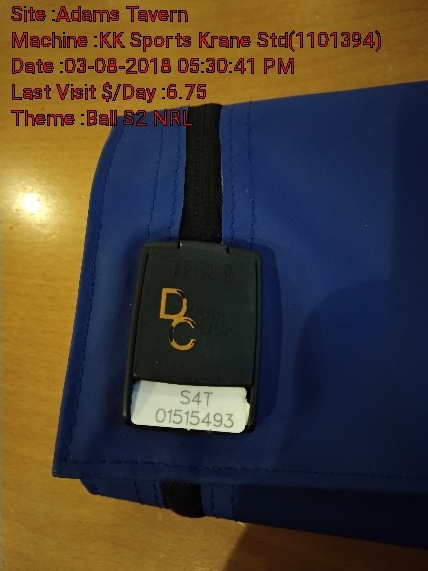 Site :Adams Tavern
Machine :KK Sports Krane Std(1101394)
Date :03-08-2018 05:30:41 PM
Last Visit $/Day :6.75
Theme :Ball S2 NRL
S4T
01515493